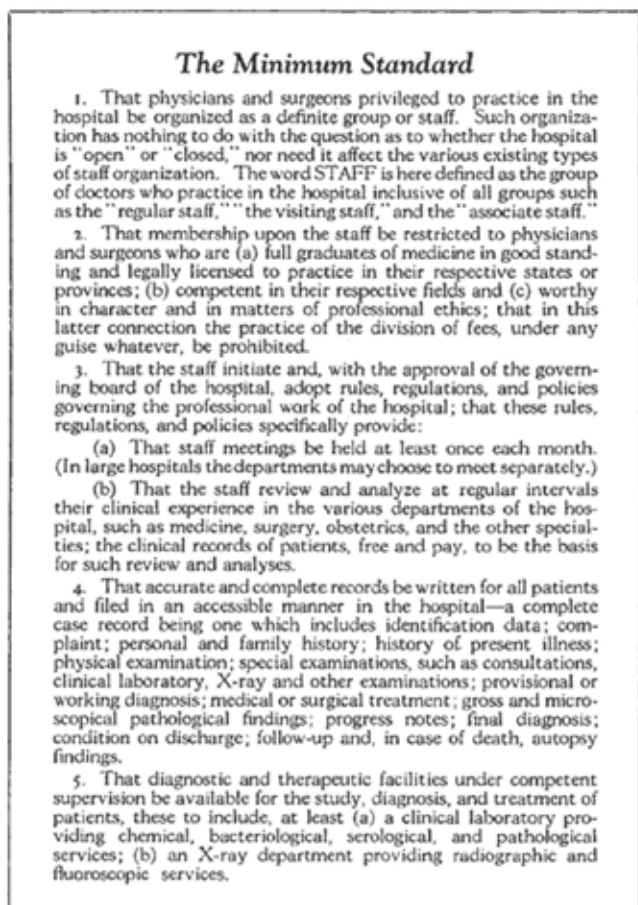 The Minimum Standard
1. That physicians and surgeons privileged to practice in the
hospital be organized as a definite group or staff. Such organiza-
tion has nothing to do with the question as to whether the hospital
is "open" or "closed," nor need it affect the various existing types
of staff organization. The word STAFF is here defined as the group
of doctors who practice in the hospital inclusive of all groups such
as the "regular staff," "the visiting staff," and the "associate staff."
2. That membership upon the staff be restricted to physicians
and surgeons who are (a) full graduates of medicine in good stand-
ing and legally licensed to practice in their respective states or
provinces; (b) competent in their respective fields and (c) worthy
in character and in matters of professional ethics; that in this
latter connection the practice of the division of fees, under any
guise whatever, be prohibited.
3. That the staff initiate and, with the approval of the govern-
ing board of the hospital, adopt rules, regulations, and policies
governing the professional work of the hospital; that these rules,
regulations, and policies specifically provide:
(a) That staff meetings be held at least once each month.
(In large hospitals the departments may choose to meet separately.)
(b) That the staff review and analyze at regular intervals
their clinical experience in the various departments of the hos-
pital, such as medicine, surgery, obstetrics, and the other special-
ties; the clinical records of patients, free and pay, to be the basis
for such review and analyses.
4. That accurate and complete records be written for all patients
and filed in an accessible manner in the hospital—a complete
case record being one which includes identification data; com-
plaint; personal and family history; history of present illness;
physical examination; special examinations, such as consultations,
clinical laboratory, X-ray and other examinations; provisional or
working diagnosis; medical or surgical treatment; gross and micro-
scopical pathological findings; progress notes; final diagnosis;
condition on discharge; follow-up and, in case of death, autopsy
findings.
5. That diagnostic and therapeutic facilities under competent
supervision be available for the study, diagnosis, and treatment of
patients, these to include, at least (a) a clinical laboratory pro-
viding chemical, bacteriological, serological, and pathological
services; (b) an X-ray department providing radiographic and
fluoroscopic services.